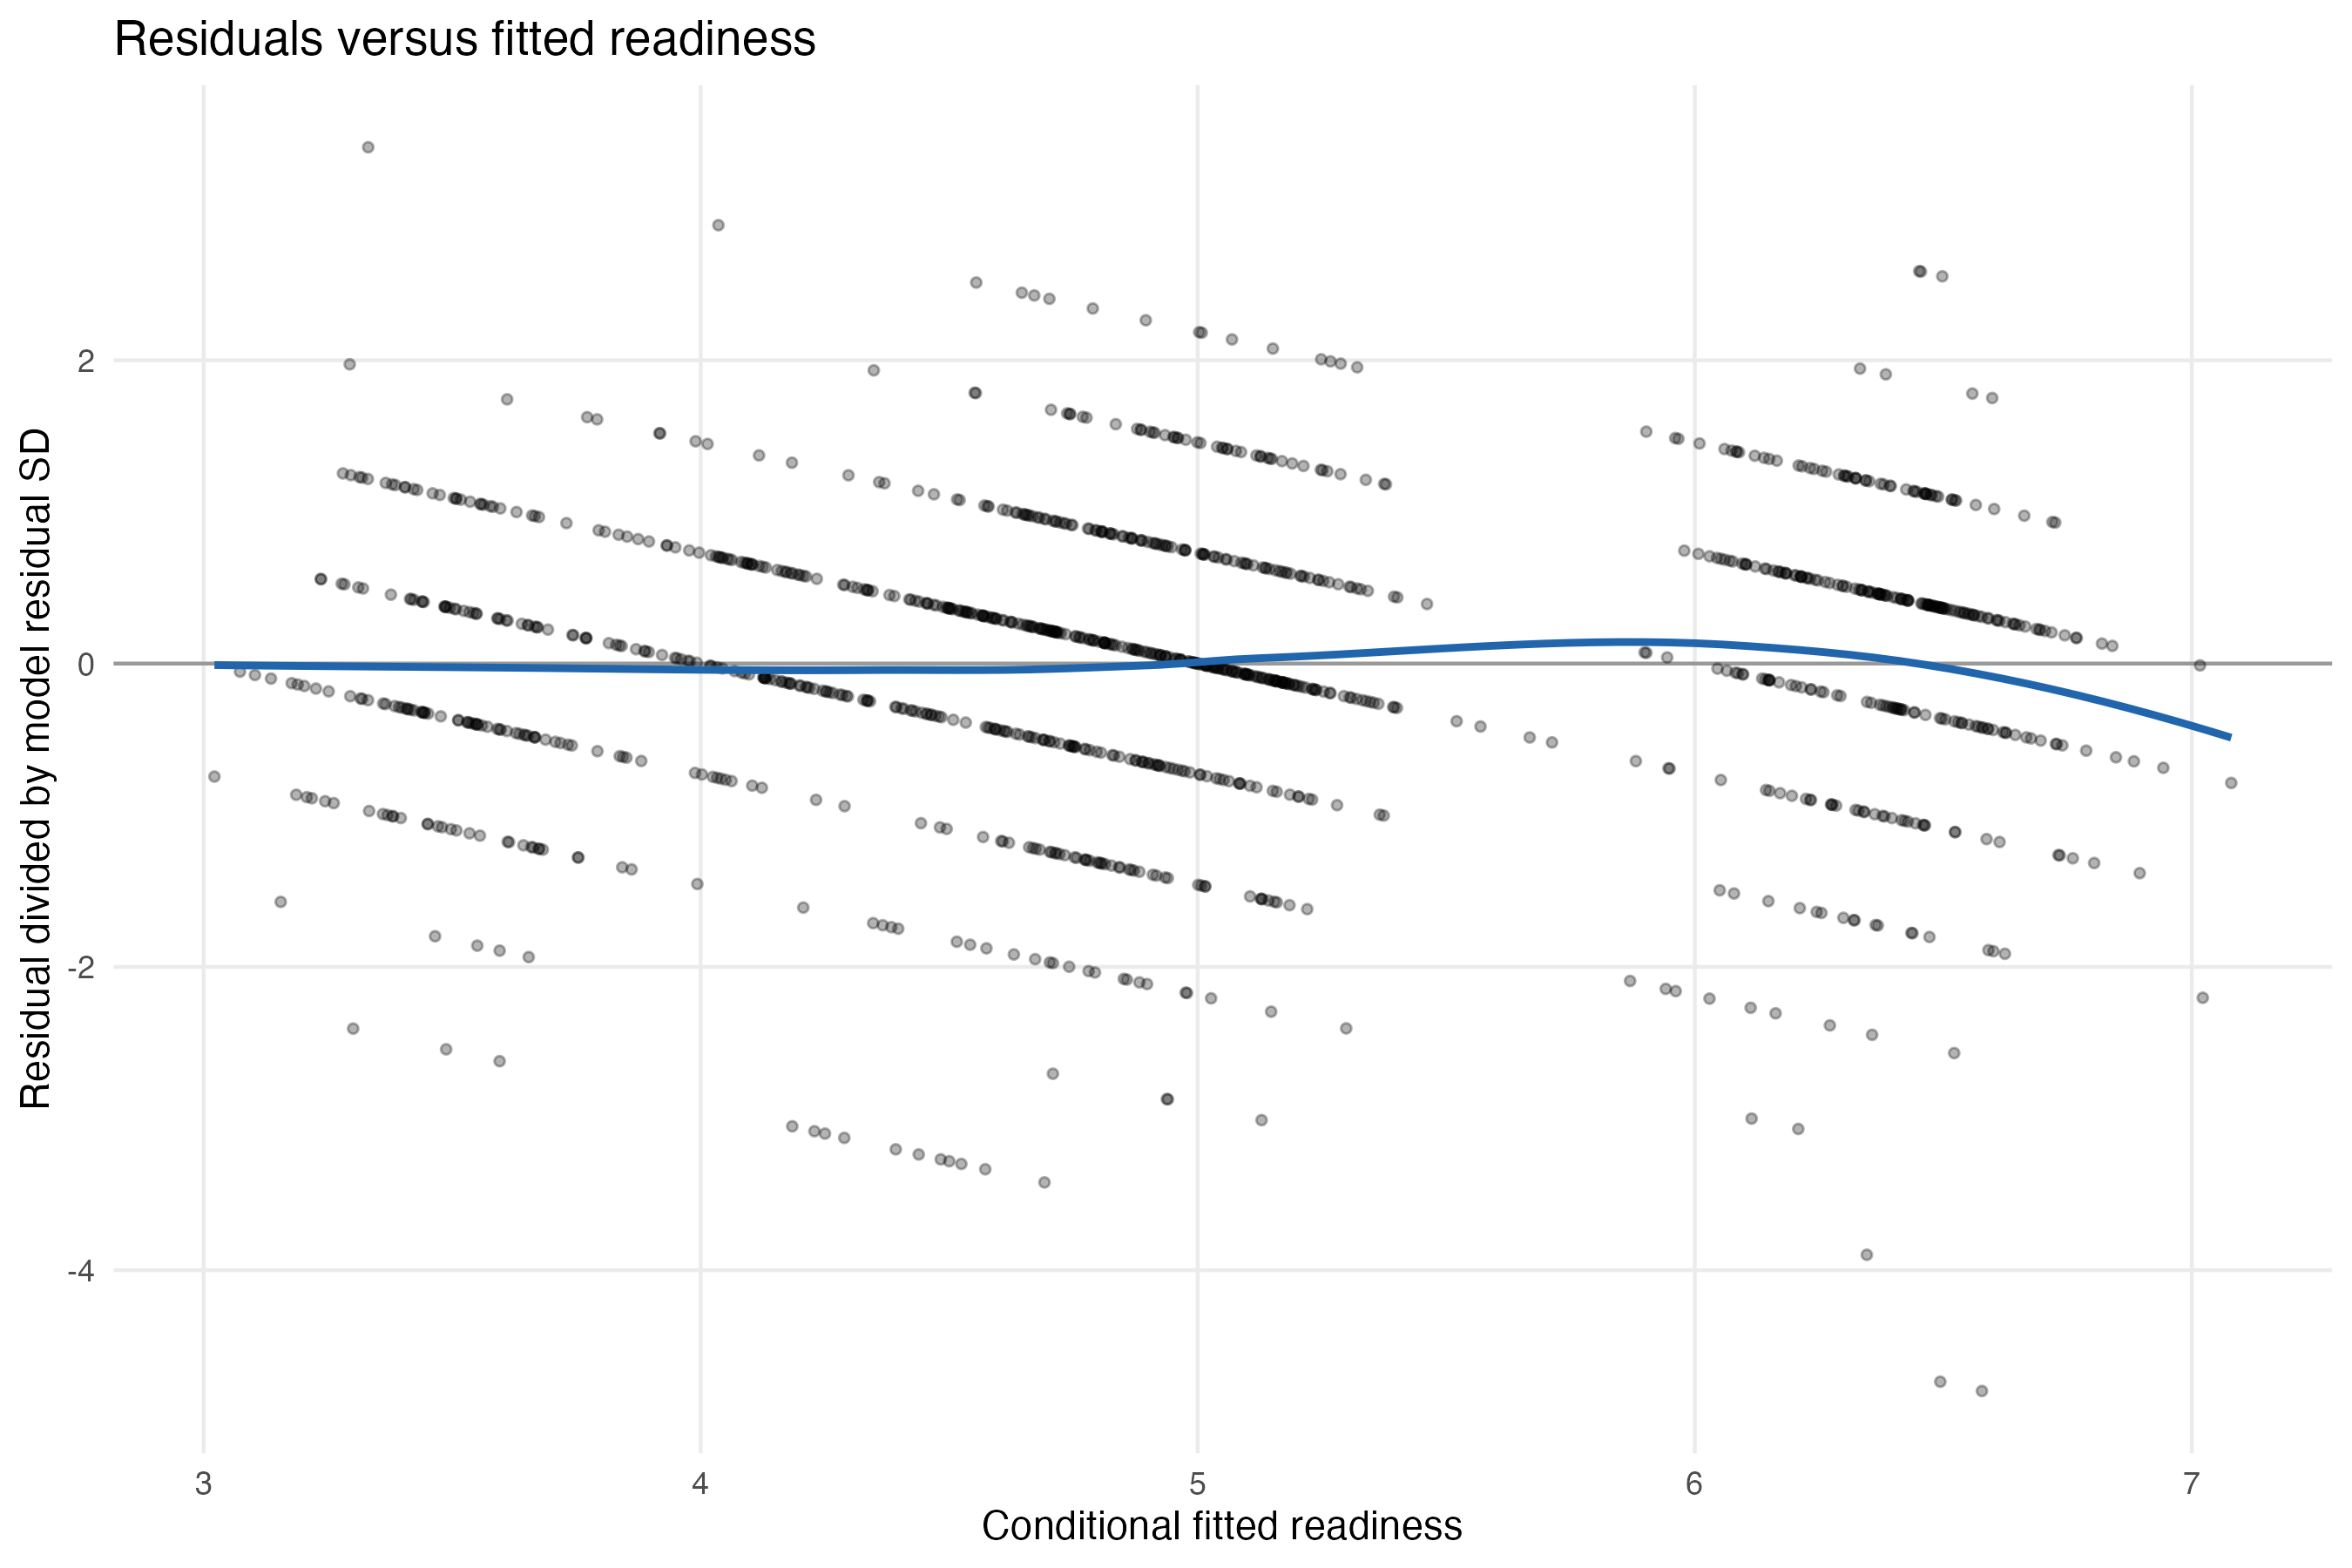 Residuals versus fitted readiness
Residual divided by model residual SD
2
0
-2
-4
3 4 5 6 7
Conditional fitted readiness